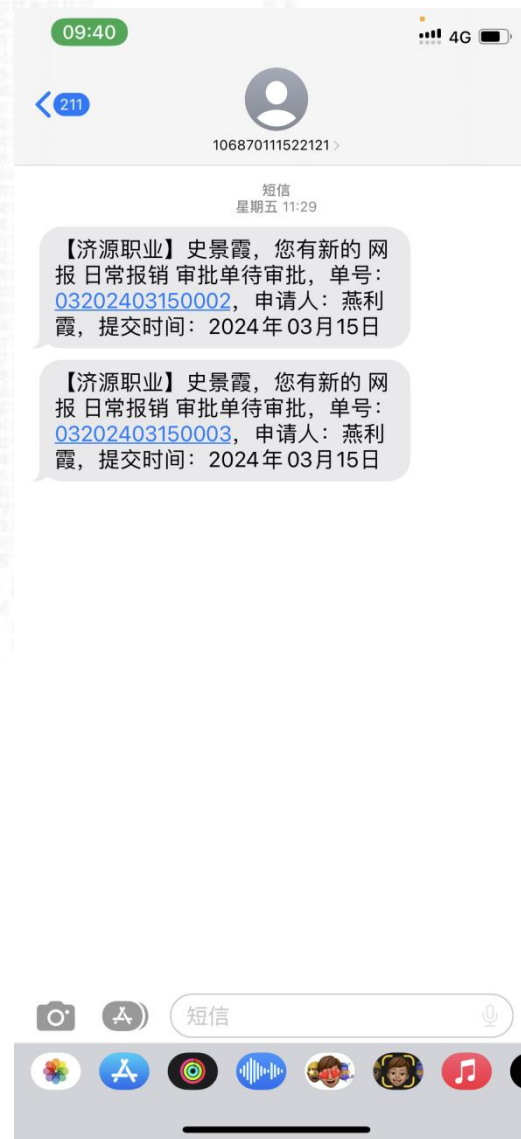 09:40
4G
211
106870111522121
短信
星期五 11:29
【济源职业】史景霞，您有新的 网
报 日常报销 审批单待审批，单号：
03202403150002，申请人：燕利
霞，提交时间：2024年03月15日
【济源职业】史景霞，您有新的 网
报 日常报销 审批单待审批，单号：
03202403150003，申请人：燕利
霞，提交时间：2024年03月15日
短信